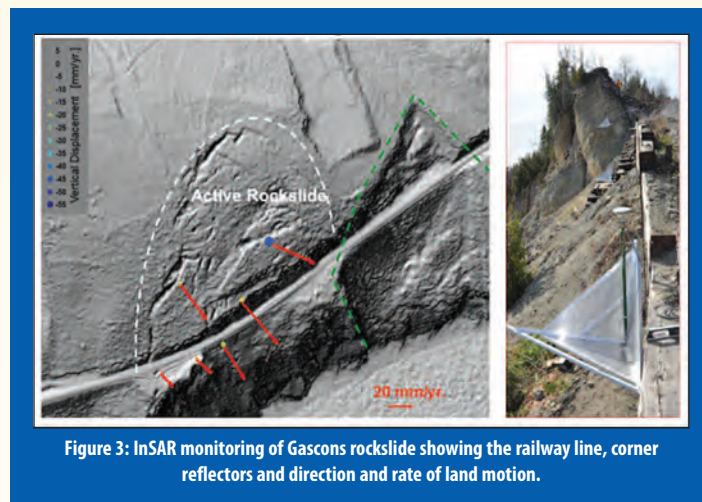 5
0
-5
-10
-15
-20
-25
-30
-35
-40
-45
-50
-55
Vertical Displacement [mm/yr.]
Active Rockslide
20 mm/yr.
Figure 3: InSAR monitoring of Gascons rockslide showing the railway line, corner
reflectors and direction and rate of land motion.